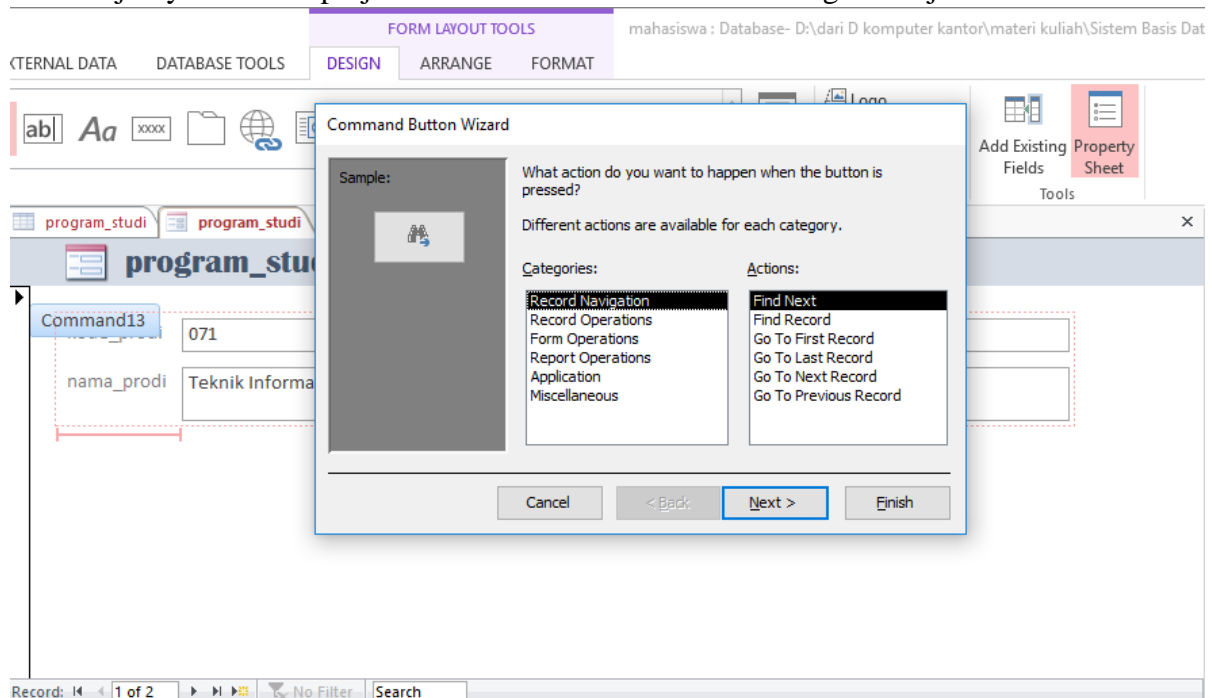 FORM LAYOUT TOOLS
mahasiswa : Database- D:\dari D komputer kantor\materi kuliah\Sistem Basis Dat
XTERNAL DATA DATABASE TOOLS DESIGN ARRANGE FORMAT
ab| Aa xxxx
Add Existing Fields
Property Sheet
Tools
program_studi program_studi
program_stu
Command13
071
nama_prodi Teknik Informa
Command Button Wizard
Sample:
What action do you want to happen when the button is
pressed?
Different actions are available for each category.
Categories: Actions:
Record Navigation Find Next
Record Operations Find Record
Form Operations Go To First Record
Report Operations Go To Last Record
Application Go To Next Record
Miscellaneous Go To Previous Record
Cancel < Back Next > Finish
Record: 1 of 2 No Filter Search